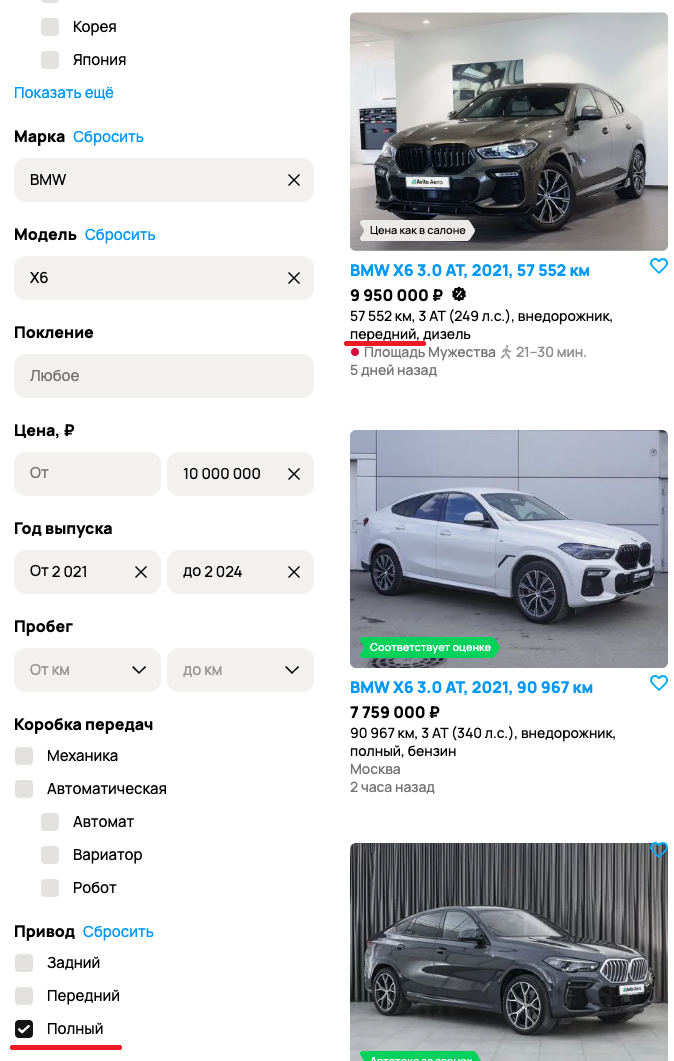 Корея
Япония
Показать ещё
Марка Сбросить
BMW
Модель Сбросить
X6
Покление
Любое
Цена, ₽
От
10 000 000
Год выпуска
От 2 021
до 2 024
Пробег
От км
до км
Коробка передач
Механика
Автоматическая
Автомат
Вариатор
Робот
Привод Сбросить
Задний
Передний
Полный
Avito Авто
Цена как в салоне
BMW X6 3.0 AT, 2021, 57 552 км
9 950 000 ₽
57 552 км, 3 AT (249 л.с.), внедорожник,
передний, дизель
Площадь Мужества 21–30 мин.
5 дней назад
Соответствует оценке
BMW X6 3.0 AT, 2021, 90 967 км
7 759 000 ₽
90 967 км, 3 AT (340 л.с.), внедорожник,
полный, бензин
Москва
2 часа назад
Avito Авто